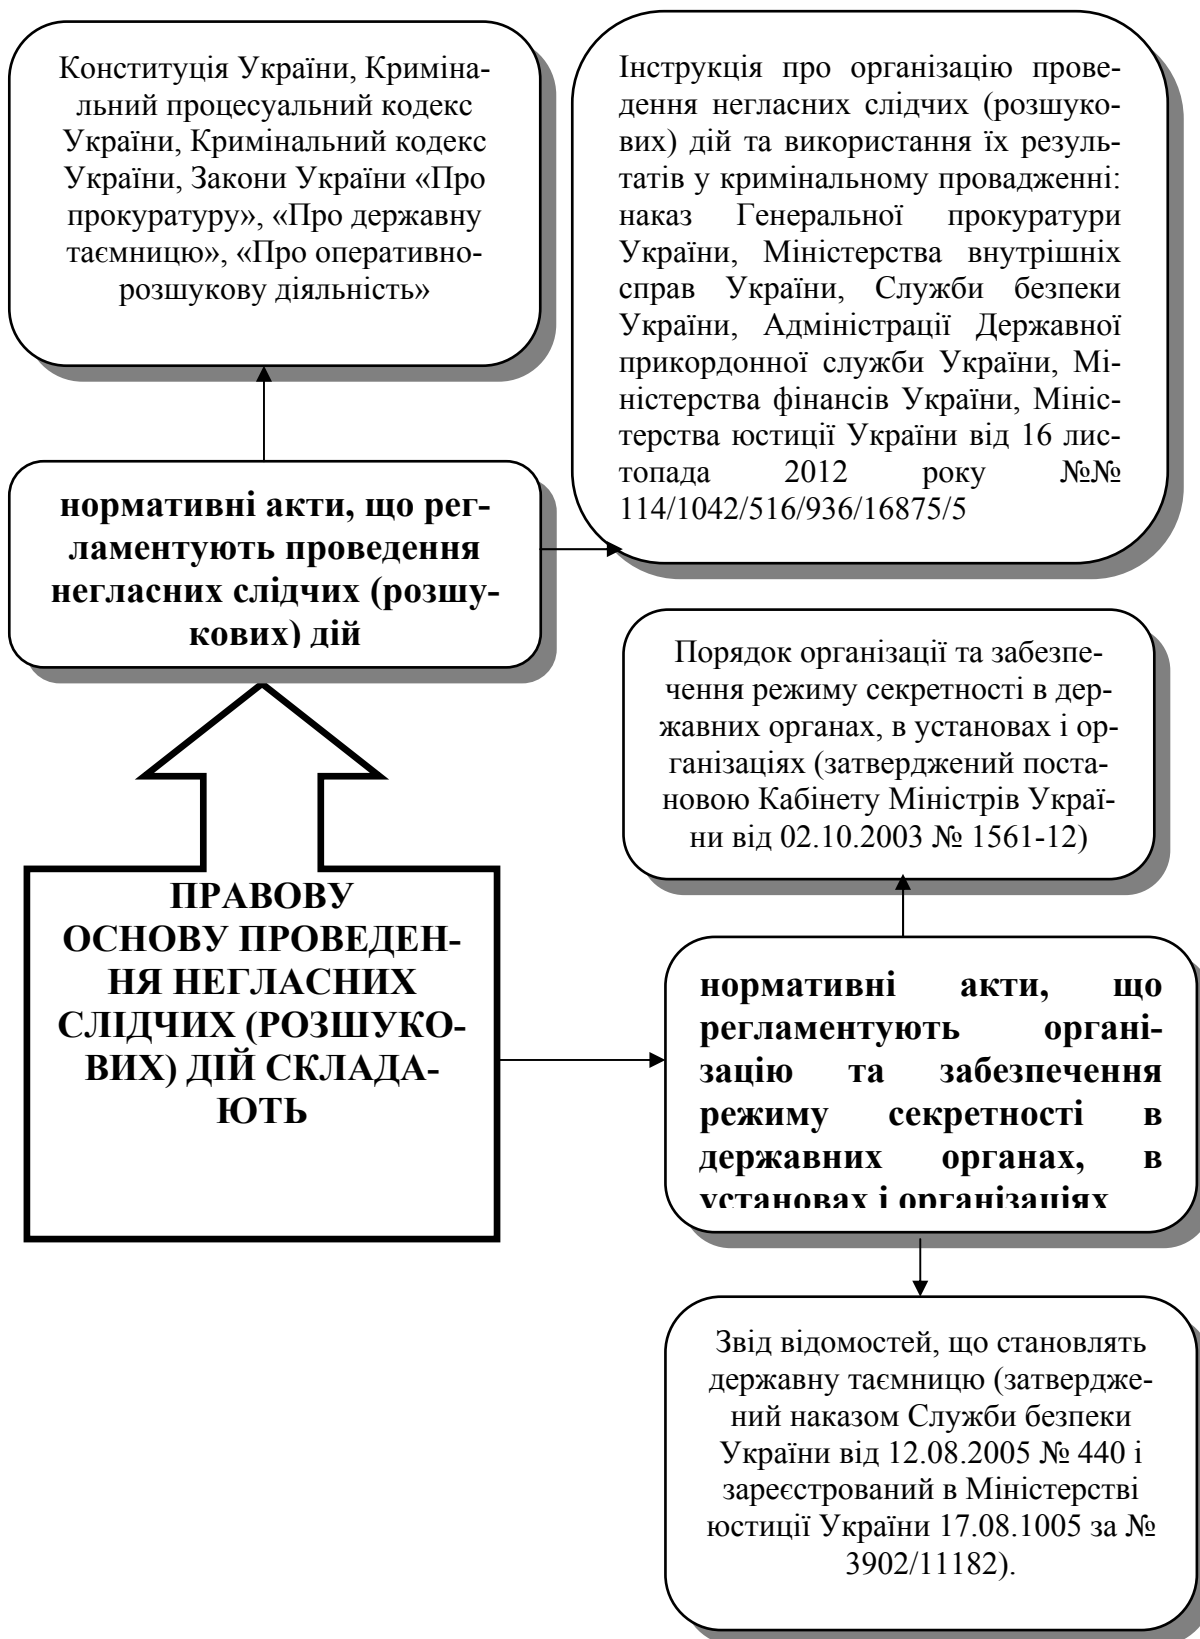 Конституція України, Криміна-
льний процесуальний кодекс
України, Кримінальний кодекс
України, Закони України «Про
прокуратуру», «Про державну
таємницю», «Про оперативно-
розшукову діяльність»
Інструкція про організацію прове-
дення негласних слідчих (розшуко-
вих) дій та використання їх резуль-
татів у кримінальному провадженні:
наказ Генеральної прокуратури
України, Міністерства внутрішніх
справ України, Служби безпеки
України, Адміністрації Державної
прикордонної служби України, Мі-
ністерства фінансів України, Мініс-
терства юстиції України від 16 лис-
топада 2012 року №№
114/1042/516/936/16875/5
нормативні акти, що рег-
ламентують проведення
негласних слідчих (розшу-
кових) дій
Порядок організації та забезпе-
чення режиму секретності в дер-
жавних органах, в установах і ор-
ганізаціях (затверджений поста-
новою Кабінету Міністрів Украї-
ни від 02.10.2003 № 1561-12)
ПРАВОВУ
ОСНОВУ ПРОВЕДЕН-
НЯ НЕГЛАСНИХ
СЛІДЧИХ (РОЗШУКО-
ВИХ) ДІЙ СКЛАДА-
ЮТЬ
нормативні акти, що
регламентують органі-
зацію та забезпечення
режиму секретності в
державних органах, в
установах і організаціях
Звід відомостей, що становлять
державну таємницю (затвердже-
ний наказом Служби безпеки
України від 12.08.2005 № 440 і
зареєстрований в Міністерстві
юстиції України 17.08.1005 за №
3902/11182).